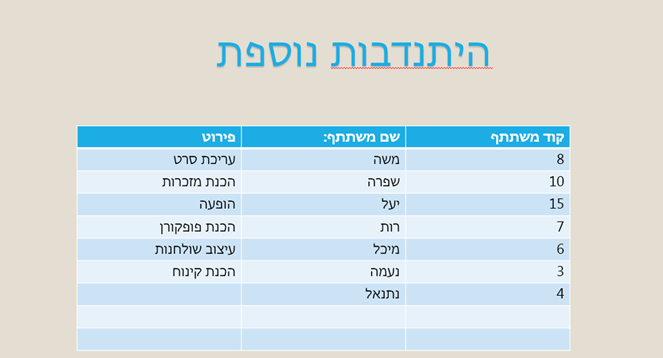 היתנדבות נוספת
קוד משתתף שם משתתף: פירוט
8 משה עריכת סרט
10 שפרה הכנת מזכרות
15 יעל הופעה
7 רות הכנת פופקורן
6 מיכל עיצוב שולחנות
3 נעמה הכנת קינוח
4 נתנאל